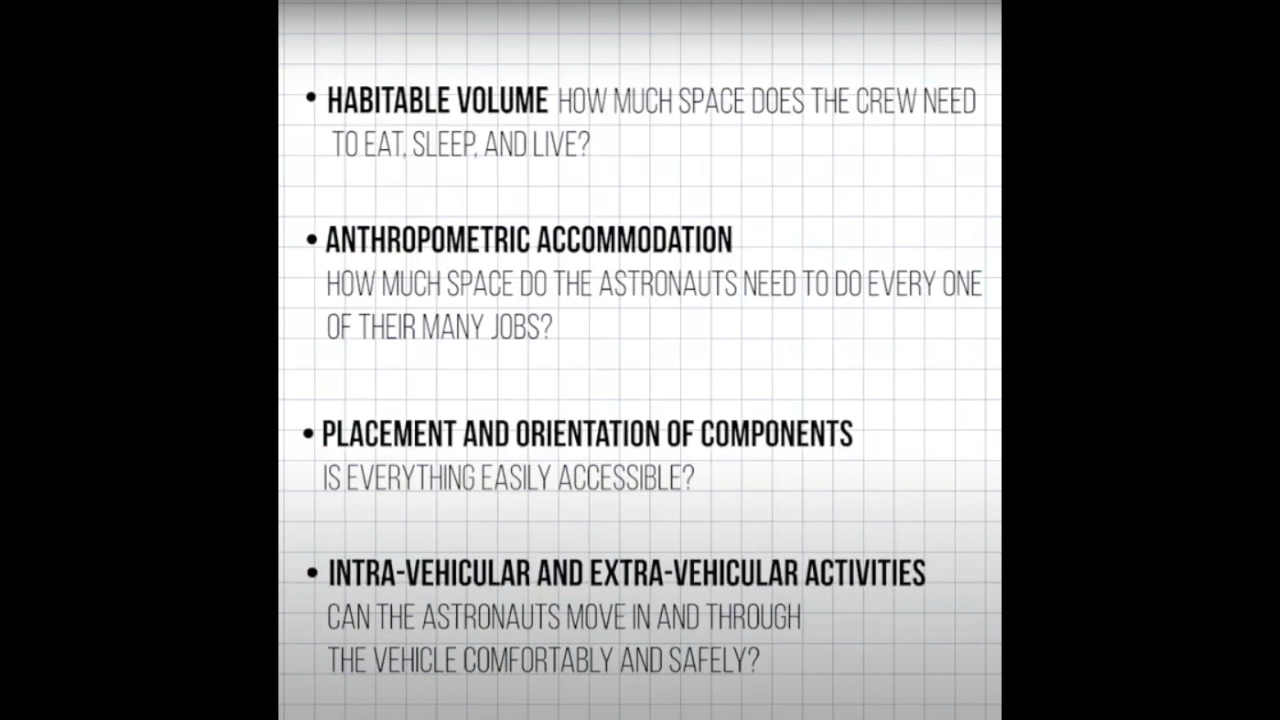 • HABITABLE VOLUME HOW MUCH SPACE DOES THE CREW NEED
TO EAT, SLEEP, AND LIVE?
• ANTHROPOMETRIC ACCOMMODATION
HOW MUCH SPACE DO THE ASTRONAUTS NEED TO DO EVERY ONE
OF THEIR MANY JOBS?
• PLACEMENT AND ORIENTATION OF COMPONENTS
IS EVERYTHING EASILY ACCESSIBLE?
• INTRA-VEHICULAR AND EXTRA-VEHICULAR ACTIVITIES
CAN THE ASTRONAUTS MOVE IN AND THROUGH
THE VEHICLE COMFORTABLY AND SAFELY?